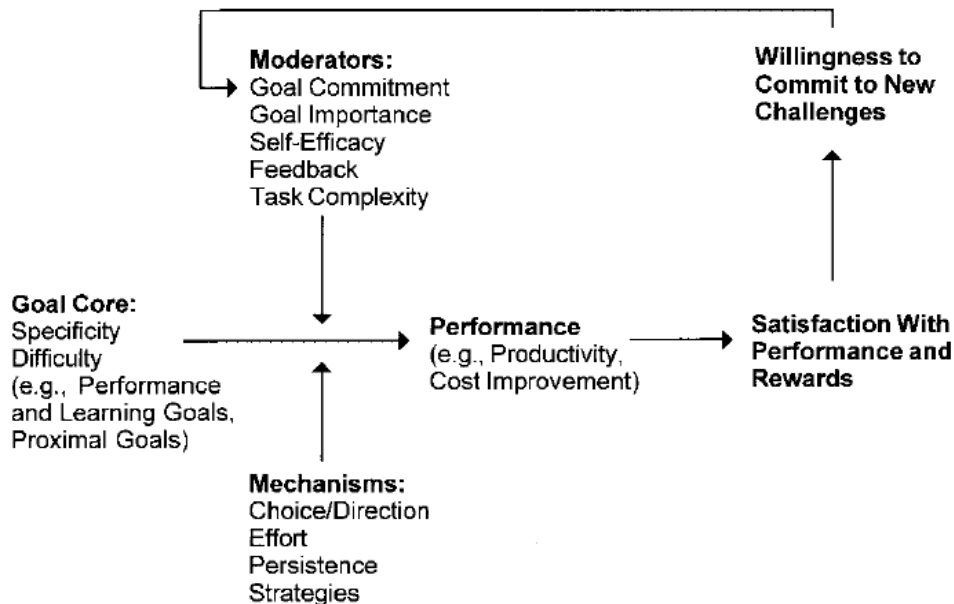 Moderators:
Goal Commitment
Goal Importance
Self-Efficacy
Feedback
Task Complexity
Willingness to
Commit to New
Challenges
Goal Core:
Specificity
Difficulty
(e.g., Performance
and Learning Goals,
Proximal Goals)
Performance
(e.g., Productivity,
Cost Improvement)
Satisfaction With
Performance and
Rewards
Mechanisms:
Choice/Direction
Effort
Persistence
Strategies